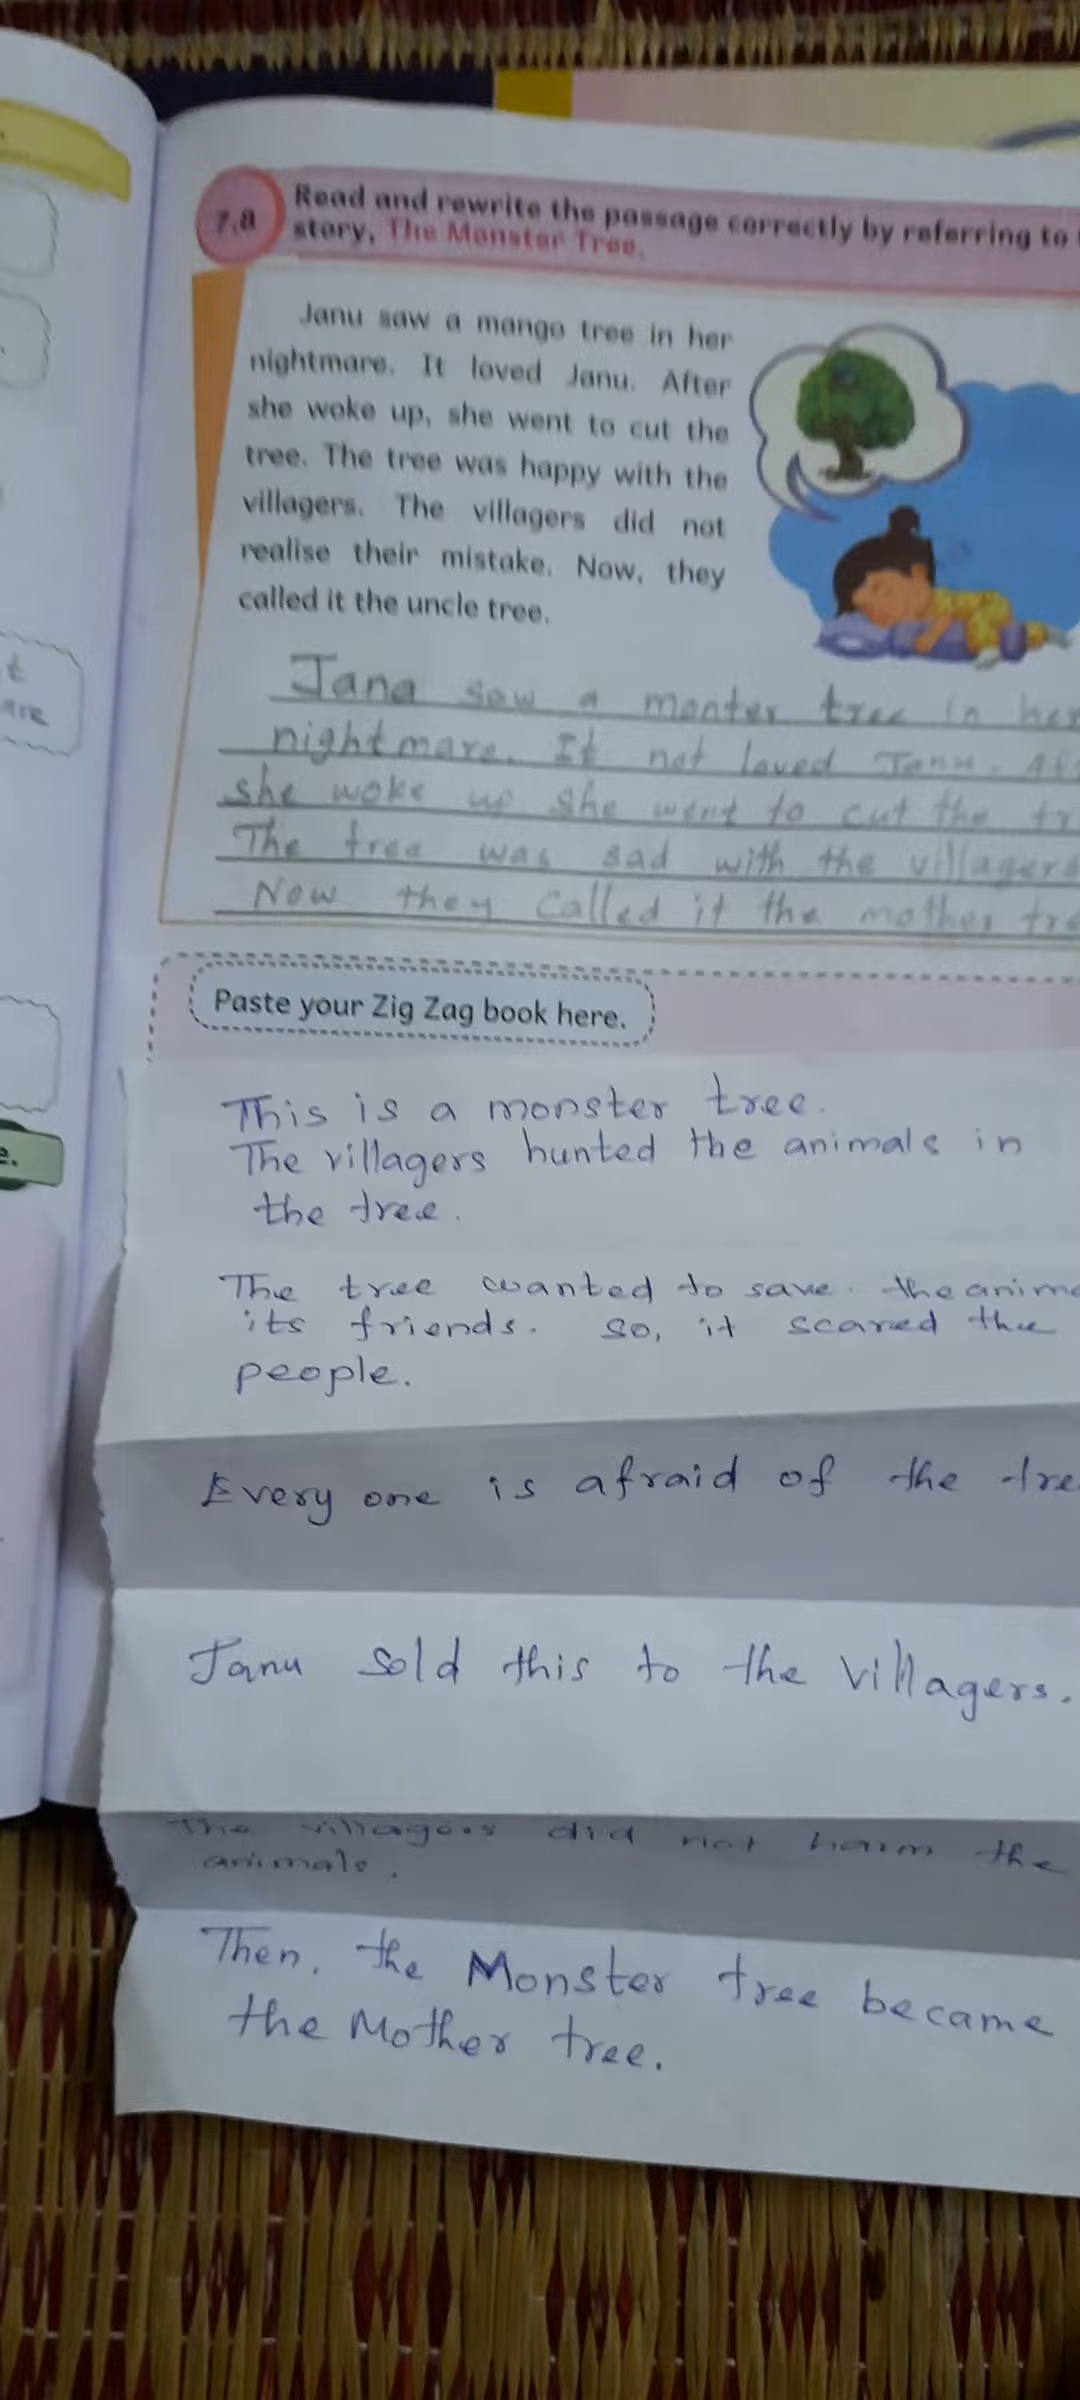 7.8
Read and rewrite the passage correctly by referring to
story, The Monster Tree.
Janu saw a mango tree in her
nightmare. It loved Janu. After
she woke up, she went to cut the
tree. The tree was happy with the
villagers. The villagers did not
realise their mistake. Now, they
called it the uncle tree.
Jana saw a monter tree in her
nightmare. It not loved Janu.
she woke up she went to cut the
The tree was sad with the villagers
Now they called it the mother
Paste your Zig Zag book here.
This is a monster tree.
The villagers hunted the animals in
the tree.
The tree wanted to save. the
its friends. So, it scared the
people.
Every one is afraid of the
Janu sold this to the villagers.
The villagers did not harm the
animals.
Then, the Monster tree became
the Mother tree.